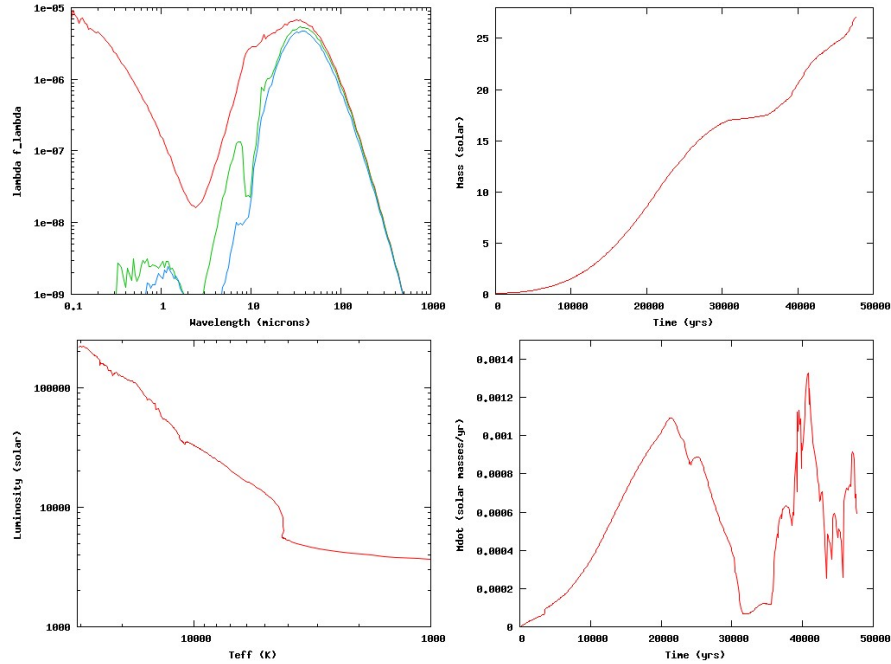 1e-05
1e-06
1e-07
1e-08
1e-09
lambda f_lambda
0.1
1
10
100
1000
Wavelength (microns)
25
20
15
10
5
0
Mass (solar)
0
10000
20000
30000
40000
50000
Time (yrs)
100000
10000
1000
Luminosity (solar)
10000
1000
Teff (K)
0.0014
0.0012
0.001
0.0008
0.0006
0.0004
0.0002
0
Mdot (solar masses/yr)
0
10000
20000
30000
40000
50000
Time (yrs)